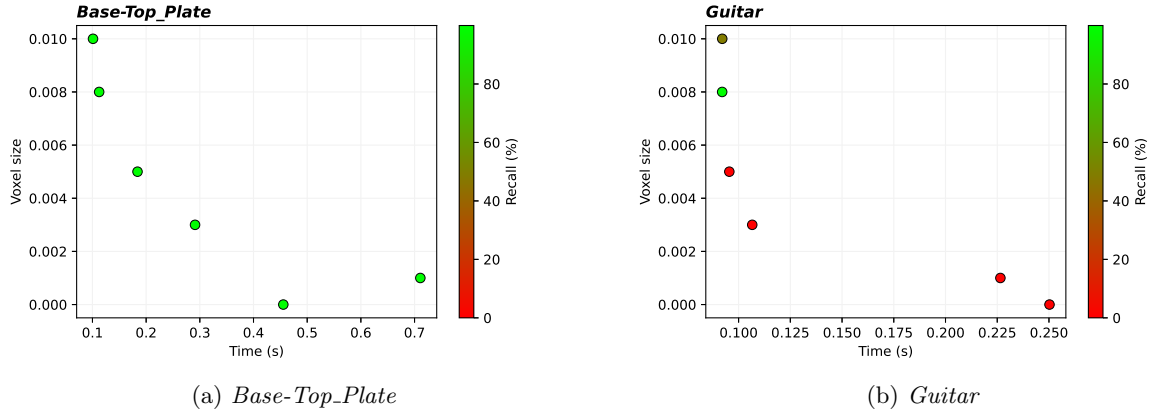 Base-Top_Plate
Voxel size
0.010
0.008
0.006
0.004
0.002
0.000
0.1 0.2 0.3 0.4 0.5 0.6 0.7
Time (s)
80
60
40
20
0
Recall (%)
Guitar
Voxel size
0.010
0.008
0.006
0.004
0.002
0.000
0.100 0.125 0.150 0.175 0.200 0.225 0.250
Time (s)
80
60
40
20
0
Recall (%)
(a) Base-Top_Plate
(b) Guitar